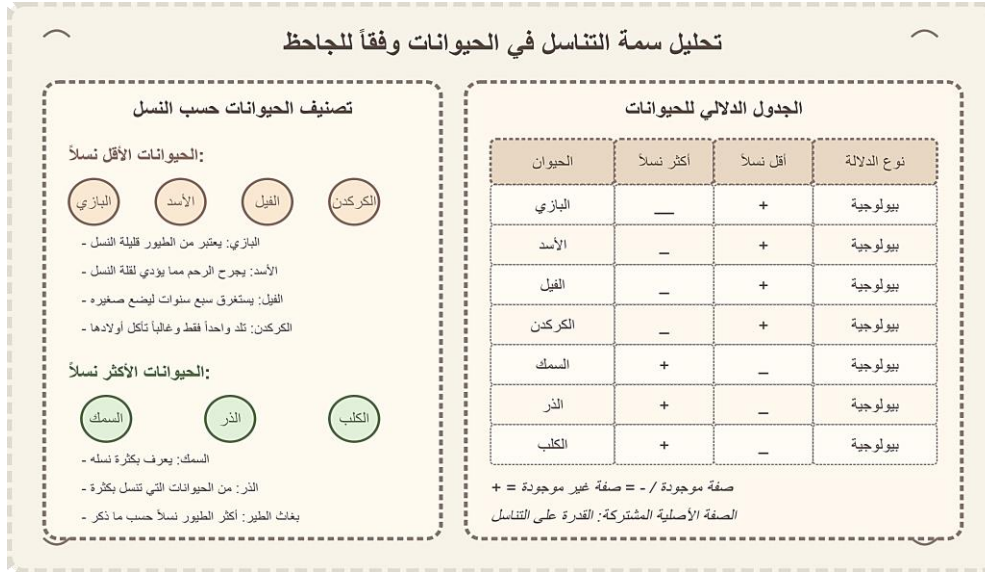 تحليل سمة التناسل في الحيوانات وفقاً للجاحظ
الجدول الدلالي للحيوانات
نوع الدلالة أقل نسلاً أكثر نسلاً الحيوان
بيولوجية + __ البازي
بيولوجية + _ الأسد
بيولوجية + _ الفيل
بيولوجية + _ الكركدن
بيولوجية _ + السمك
بيولوجية _ + الذر
بيولوجية _ + الكلب
صفة موجودة / - = صفة غير موجودة = +
الصفة الأصلية المشتركة: القدرة على التناسل
تصنيف الحيوانات حسب النسل
الحيوانات الأقل نسلاً:
الكركدن الفيل الأسد البازي
البازي: يعتبر من الطيور قليلة النسل -
الأسد: يجرح الرحم مما يؤدي لقلة النسل -
الفيل: يستغرق سبع سنوات ليضع صغيره -
الكركدن: تلد واحداً فقط وغالباً تأكل أولادها -
الحيوانات الأكثر نسلاً:
الكلب الذر السمك
السمك: يعرف بكثرة نسله -
الذر: من الحيوانات التي تنسل بكثرة -
بغاث الطير: أكثر الطيور نسلاً حسب ما ذكر -